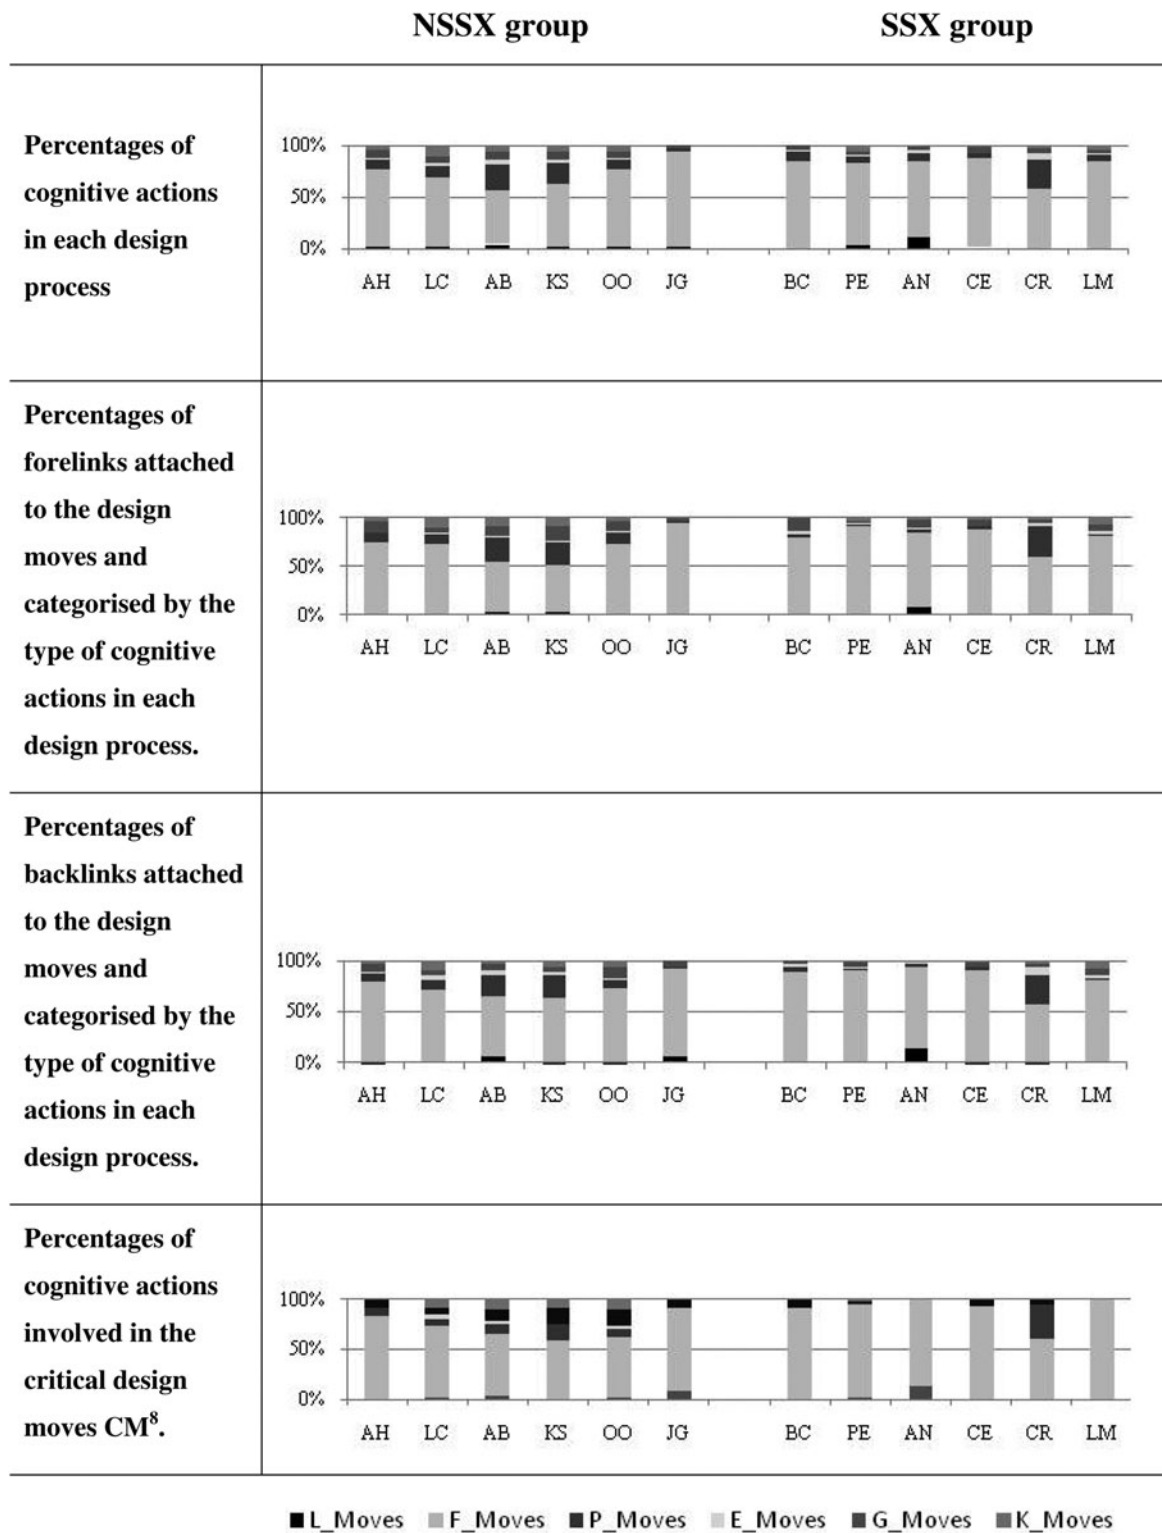 NSSX group SSX group
Percentages of
cognitive actions
in each design
process
100%
50%
0%
AH LC AB KS OO JG BC PE AN CE CR LM
Percentages of
forelinks attached
to the design
moves and
categorised by the
type of cognitive
actions in each
design process.
100%
50%
0%
AH LC AB KS OO JG BC PE AN CE CR LM
Percentages of
backlinks attached
to the design
moves and
categorised by the
type of cognitive
actions in each
design process.
100%
50%
0%
AH LC AB KS OO JG BC PE AN CE CR LM
Percentages of
cognitive actions
involved in the
critical design
moves CM⁸.
100%
50%
0%
AH LC AB KS OO JG BC PE AN CE CR LM
L_Moves F_Moves P_Moves E_Moves G_Moves K_Moves